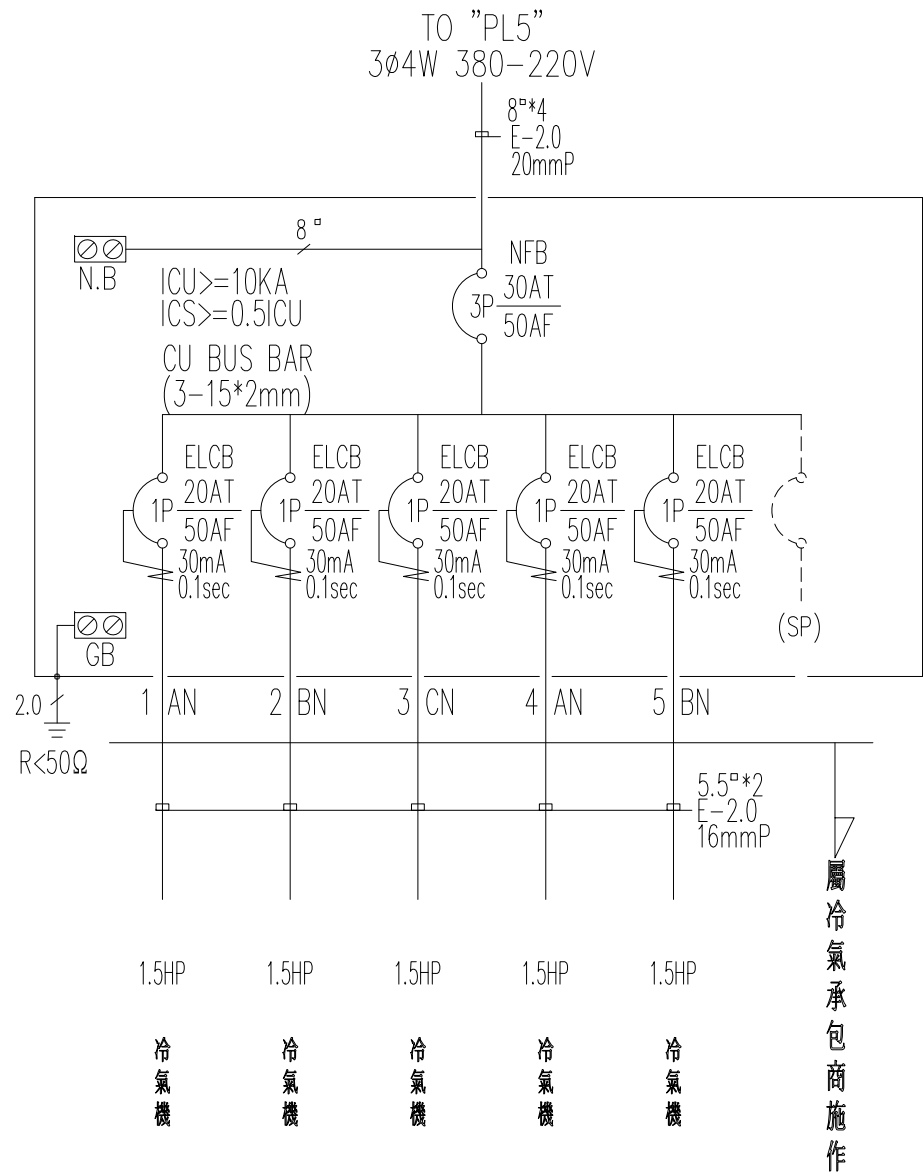 TO "PL5"
3ø4W 380-220V
8□*4
E-2.0
20mmP
8□
N.B
ICU>=10KA
ICS>=0.5ICU
CU BUS BAR
(3-15*2mm)
NFB
3P
30AT
50AF
ELCB
1P
20AT
50AF
30mA
0.1sec
ELCB
1P
20AT
50AF
30mA
0.1sec
ELCB
1P
20AT
50AF
30mA
0.1sec
ELCB
1P
20AT
50AF
30mA
0.1sec
ELCB
1P
20AT
50AF
30mA
0.1sec
(SP)
GB
2.0
R<50Ω
1 AN
2 BN
3 CN
4 AN
5 BN
5.5□*2
E-2.0
16mmP
屬冷氣承包商施作
1.5HP
1.5HP
1.5HP
1.5HP
1.5HP
冷氣機
冷氣機
冷氣機
冷氣機
冷氣機